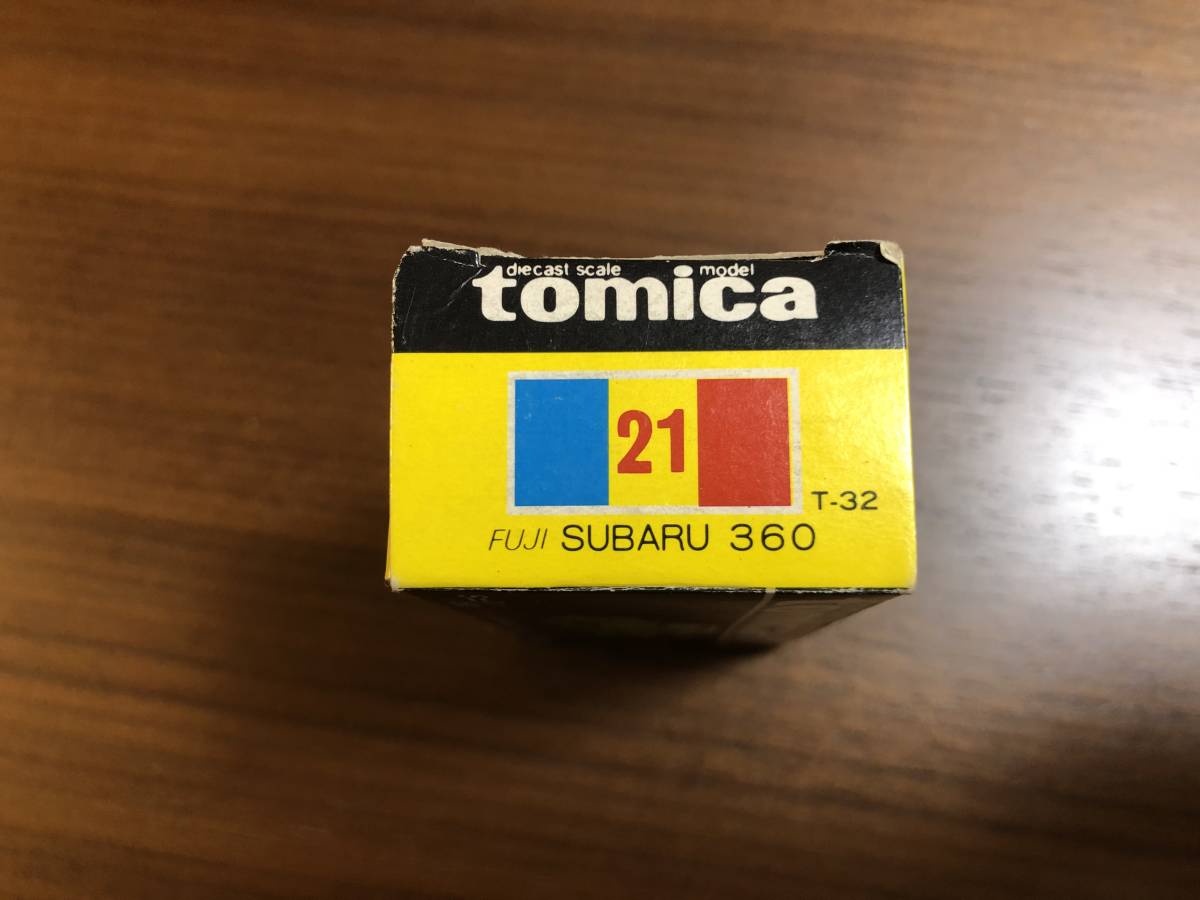 diecast scale model
tomica
21
T-32
FUJI SUBARU 360